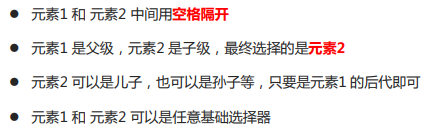 ● 元素1 和 元素2 中间用空格隔开
● 元素1 是父级，元素2 是子级，最终选择的是元素2
● 元素2 可以是儿子，也可以是孙子等，只要是元素1 的后代即可
● 元素1 和 元素2 可以是任意基础选择器